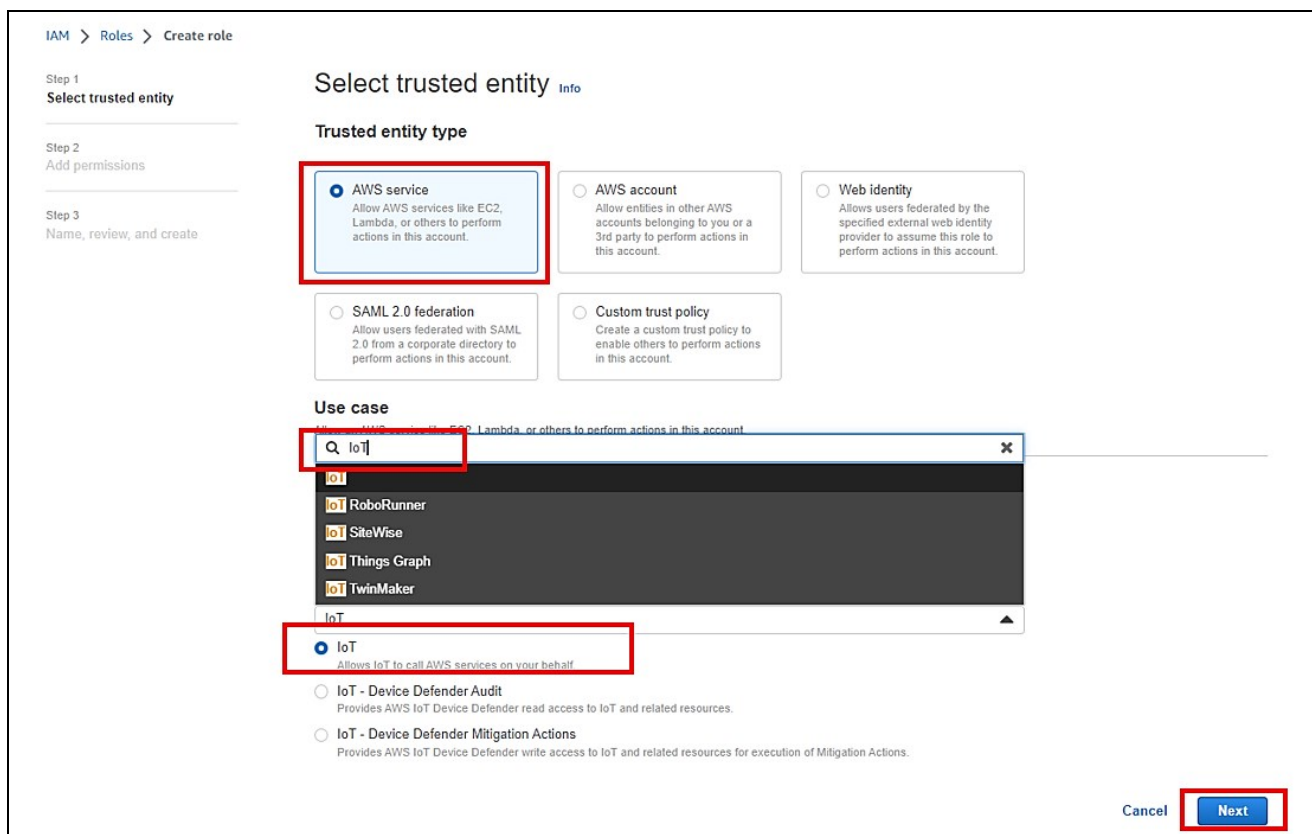 IAM > Roles > Create role
Step 1
Select trusted entity
Step 2
Add permissions
Step 3
Name, review, and create
Select trusted entity Info
Trusted entity type
AWS service
Allow AWS services like EC2,
Lambda, or others to perform
actions in this account.
AWS account
Allow entities in other AWS
accounts belonging to you or a
3rd party to perform actions in
this account.
Web identity
Allows users federated by the
specified external web identity
provider to assume this role to
perform actions in this account.
SAML 2.0 federation
Allow users federated with SAML
2.0 from a corporate directory to
perform actions in this account.
Custom trust policy
Create a custom trust policy to
enable others to perform actions
in this account.
Use case
Allow an AWS service like EC2, Lambda, or others to perform actions in this account.
IoT
IoT
IoT RoboRunner
IoT SiteWise
IoT Things Graph
IoT TwinMaker
IoT
IoT
Allows IoT to call AWS services on your behalf.
IoT - Device Defender Audit
Provides AWS IoT Device Defender read access to IoT and related resources.
IoT - Device Defender Mitigation Actions
Provides AWS IoT Device Defender write access to IoT and related resources for execution of Mitigation Actions.
Cancel
Next